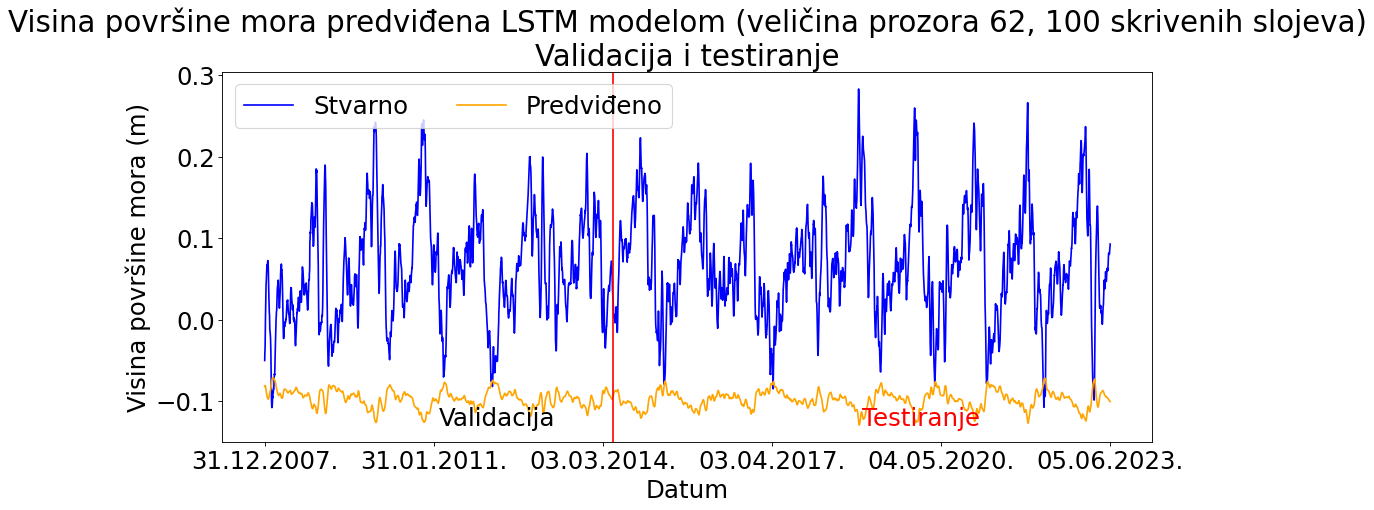 Visina površine mora predviđena LSTM modelom (veličina prozora 62, 100 skrivenih slojeva)
Validacija i testiranje
Stvarno
Predviđeno
Visina površine mora (m)
0.3
0.2
0.1
0.0
−0.1
Validacija
Testiranje
31.12.2007.
31.01.2011.
03.03.2014.
03.04.2017.
04.05.2020.
05.06.2023.
Datum